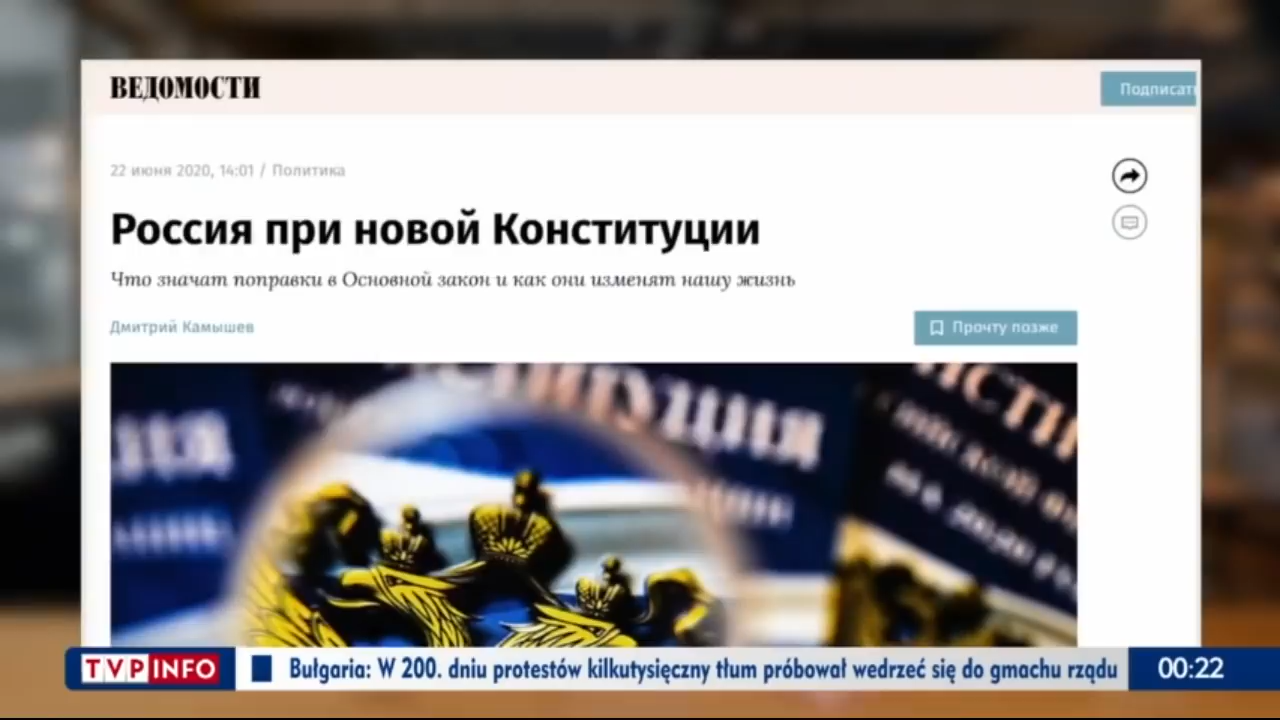 ВЕДОМОСТИ
Подписать
22 июня 2020, 14:01 / Политика
Россия при новой Конституции
Что значат поправки в Основной закон и как они изменят нашу жизнь
Дмитрий Камышев
Прочту позже
TVP INFO
Bułgaria: W 200. dniu protestów kilkutysięczny tłum próbował wedrzeć się do gmachu rządu
00:22